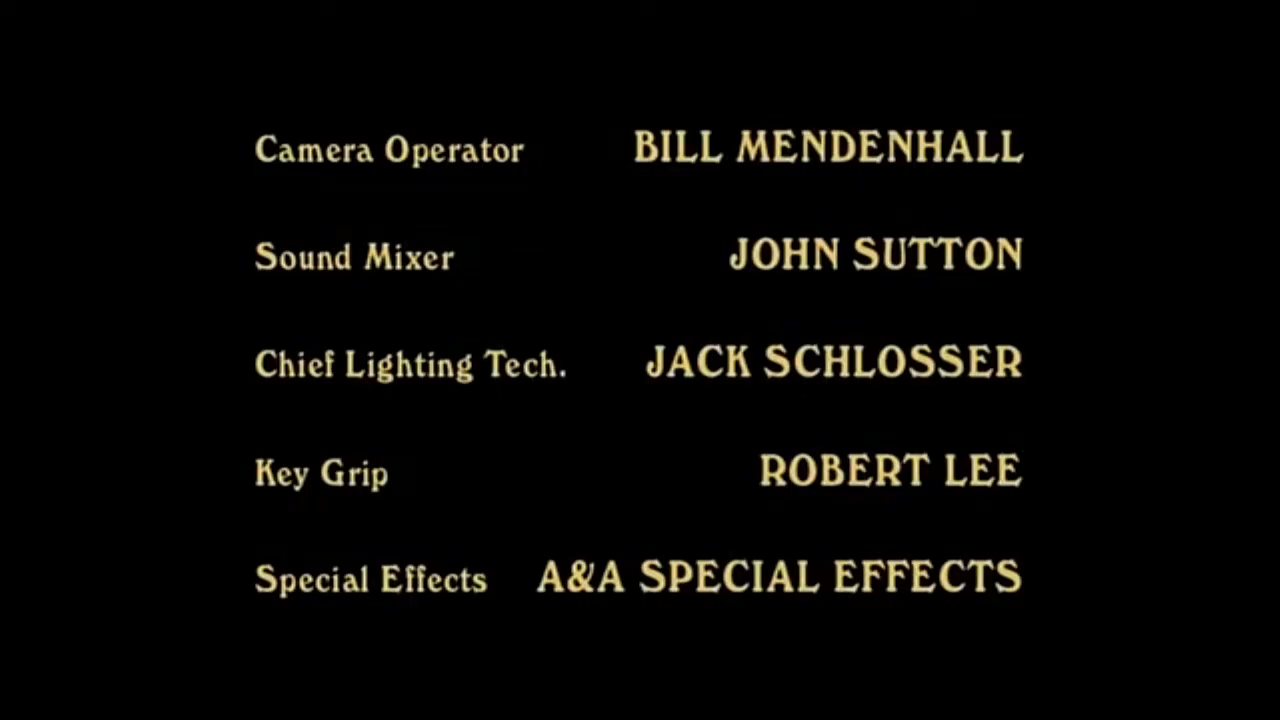 Camera Operator BILL MENDENHALL
Sound Mixer JOHN SUTTON
Chief Lighting Tech. JACK SCHLOSSER
Key Grip ROBERT LEE
Special Effects A&A SPECIAL EFFECTS